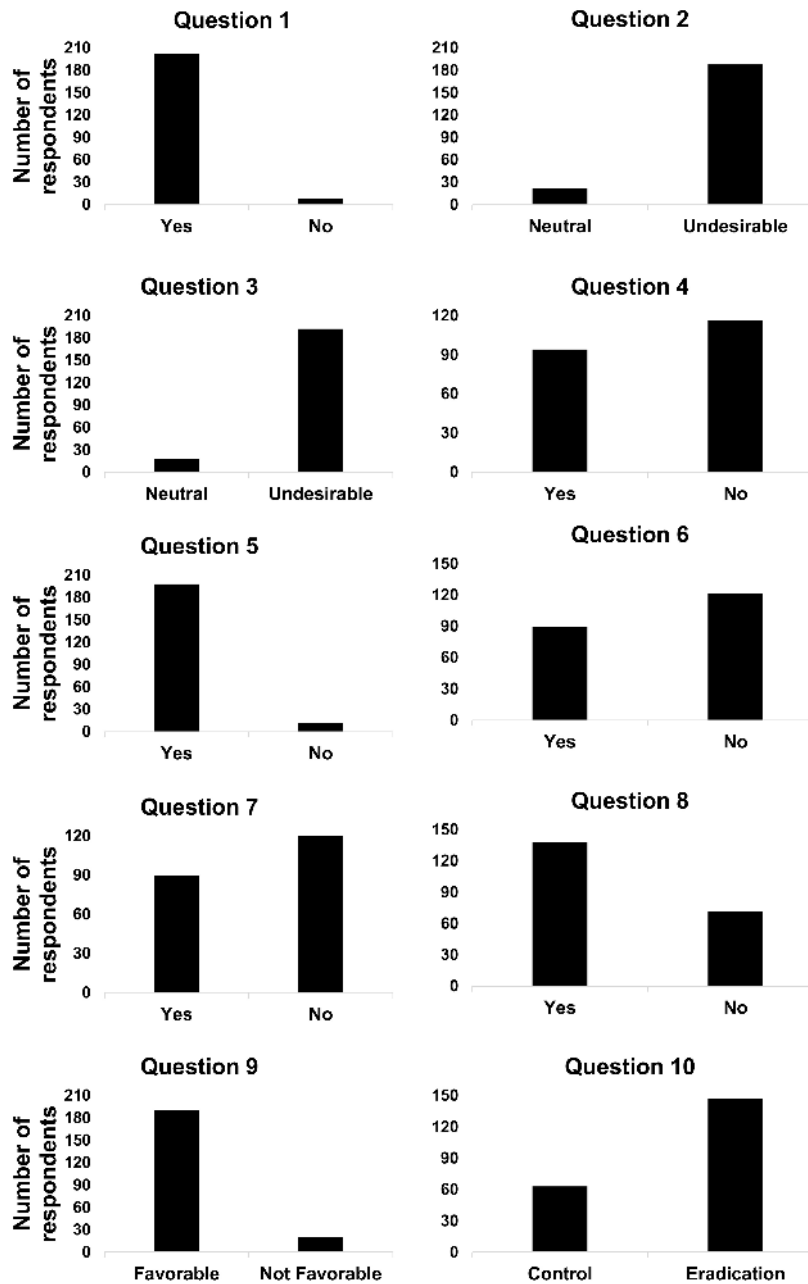 Question 1
Number of
respondents
210
180
150
120
90
60
30
0
Yes No
Question 2
210
180
150
120
90
60
30
0
Neutral Undesirable
Question 3
Number of
respondents
210
180
150
120
90
60
30
0
Neutral Undesirable
Question 4
120
90
60
30
0
Yes No
Question 5
Number of
respondents
210
180
150
120
90
60
30
0
Yes No
Question 6
150
120
90
60
30
0
Yes No
Question 7
Number of
respondents
120
90
60
30
0
Yes No
Question 8
150
120
90
60
30
0
Yes No
Question 9
Number of
respondents
210
180
150
120
90
60
30
0
Favorable Not Favorable
Question 10
150
120
90
60
30
0
Control Eradication